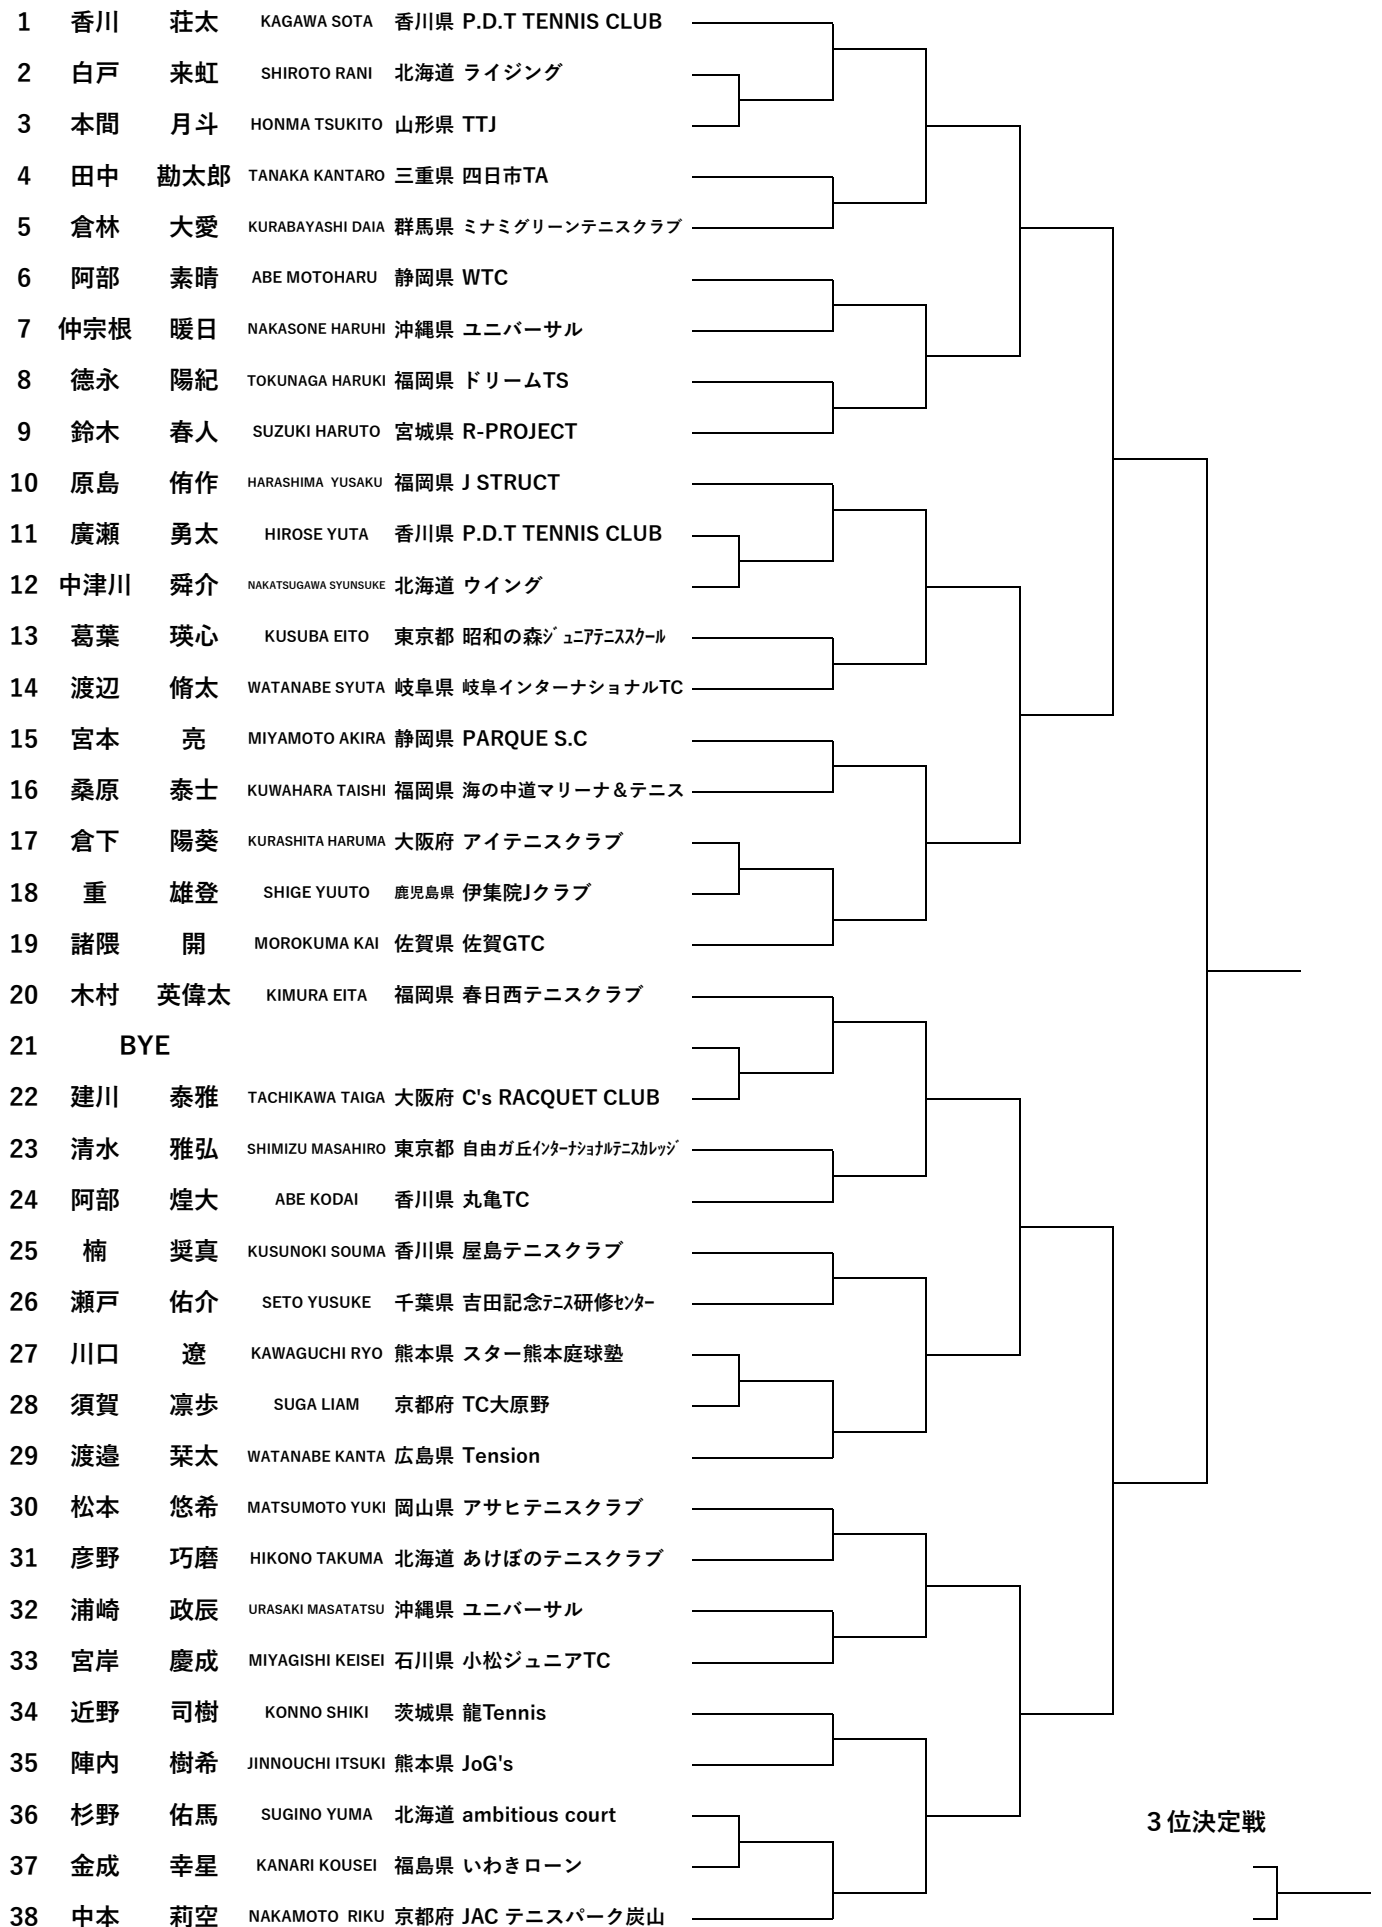 1 香川 荘太 KAGAWA SOTA 香川県 P.D.T TENNIS CLUB
2 白戸 来虹 SHIROTO RANI 北海道 ライジング
3 本間 月斗 HONMA TSUKITO 山形県 TTJ
4 田中 勘太郎 TANAKA KANTARO 三重県 四日市TA
5 倉林 大愛 KURABAYASHI DAIA 群馬県 ミナミグリーンテニスクラブ
6 阿部 素晴 ABE MOTOHARU 静岡県 WTC
7 仲宗根 暖日 NAKASONE HARUHI 沖縄県 ユニバーサル
8 德永 陽紀 TOKUNAGA HARUKI 福岡県 ドリームTS
9 鈴木 春人 SUZUKI HARUTO 宮城県 R-PROJECT
10 原島 侑作 HARASHIMA YUSAKU 福岡県 J STRUCT
11 廣瀬 勇太 HIROSE YUTA 香川県 P.D.T TENNIS CLUB
12 中津川 舜介 NAKATSUGAWA SYUNSUKE 北海道 ウイング
13 葛葉 瑛心 KUSUBA EITO 東京都 昭和の森ｼﾞｭﾆｱﾃﾆｽｽｸｰﾙ
14 渡辺 脩太 WATANABE SYUTA 岐阜県 岐阜インターナショナルTC
15 宮本 亮 MIYAMOTO AKIRA 静岡県 PARQUE S.C
16 桑原 泰士 KUWAHARA TAISHI 福岡県 海の中道マリーナ＆テニス
17 倉下 陽葵 KURASHITA HARUMA 大阪府 アイテニスクラブ
18 重 雄登 SHIGE YUUTO 鹿児島県 伊集院Jクラブ
19 諸隈 開 MOROKUMA KAI 佐賀県 佐賀GTC
20 木村 英偉太 KIMURA EITA 福岡県 春日西テニスクラブ
21 BYE
22 建川 泰雅 TACHIKAWA TAIGA 大阪府 C's RACQUET CLUB
23 清水 雅弘 SHIMIZU MASAHIRO 東京都 自由ガ丘ｲﾝﾀｰﾅｼｮﾅﾙﾃﾆｽｶﾚｯｼﾞ
24 阿部 煌大 ABE KODAI 香川県 丸亀TC
25 楠 奨真 KUSUNOKI SOUMA 香川県 屋島テニスクラブ
26 瀬戸 佑介 SETO YUSUKE 千葉県 吉田記念ﾃﾆｽ研修ｾﾝﾀｰ
27 川口 遼 KAWAGUCHI RYO 熊本県 スター熊本庭球塾
28 須賀 凛歩 SUGA LIAM 京都府 TC大原野
29 渡邉 栞太 WATANABE KANTA 広島県 Tension
30 松本 悠希 MATSUMOTO YUKI 岡山県 アサヒテニスクラブ
31 彦野 巧磨 HIKONO TAKUMA 北海道 あけぼのテニスクラブ
32 浦崎 政辰 URASAKI MASATATSU 沖縄県 ユニバーサル
33 宮岸 慶成 MIYAGISHI KEISEI 石川県 小松ジュニアTC
34 近野 司樹 KONNO SHIKI 茨城県 龍Tennis
35 陣内 樹希 JINNOUCHI ITSUKI 熊本県 JoG's
36 杉野 佑馬 SUGINO YUMA 北海道 ambitious court
３位決定戦
37 金成 幸星 KANARI KOUSEI 福島県 いわきローン
38 中本 莉空 NAKAMOTO RIKU 京都府 JAC テニスパーク炭山